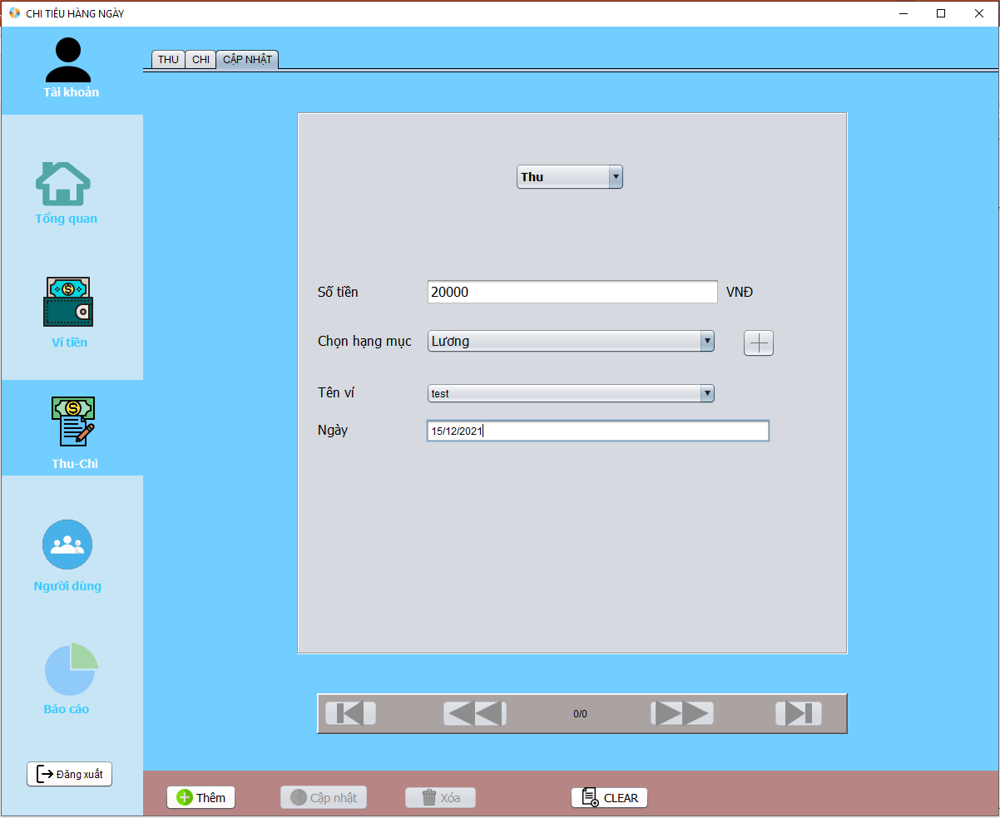 CHI TIÊU HÀNG NGÀY
Tài khoản
THU CHI CẬP NHẬT
Thu
Tổng quan
Số tiền 20000 VNĐ
Chọn hạng mục Lương
Ví tiền
Tên ví test
Ngày 15/12/2021
Thu-Chi
Người dùng
Báo cáo
0/0
Đăng xuất
Thêm Cập nhật Xóa CLEAR